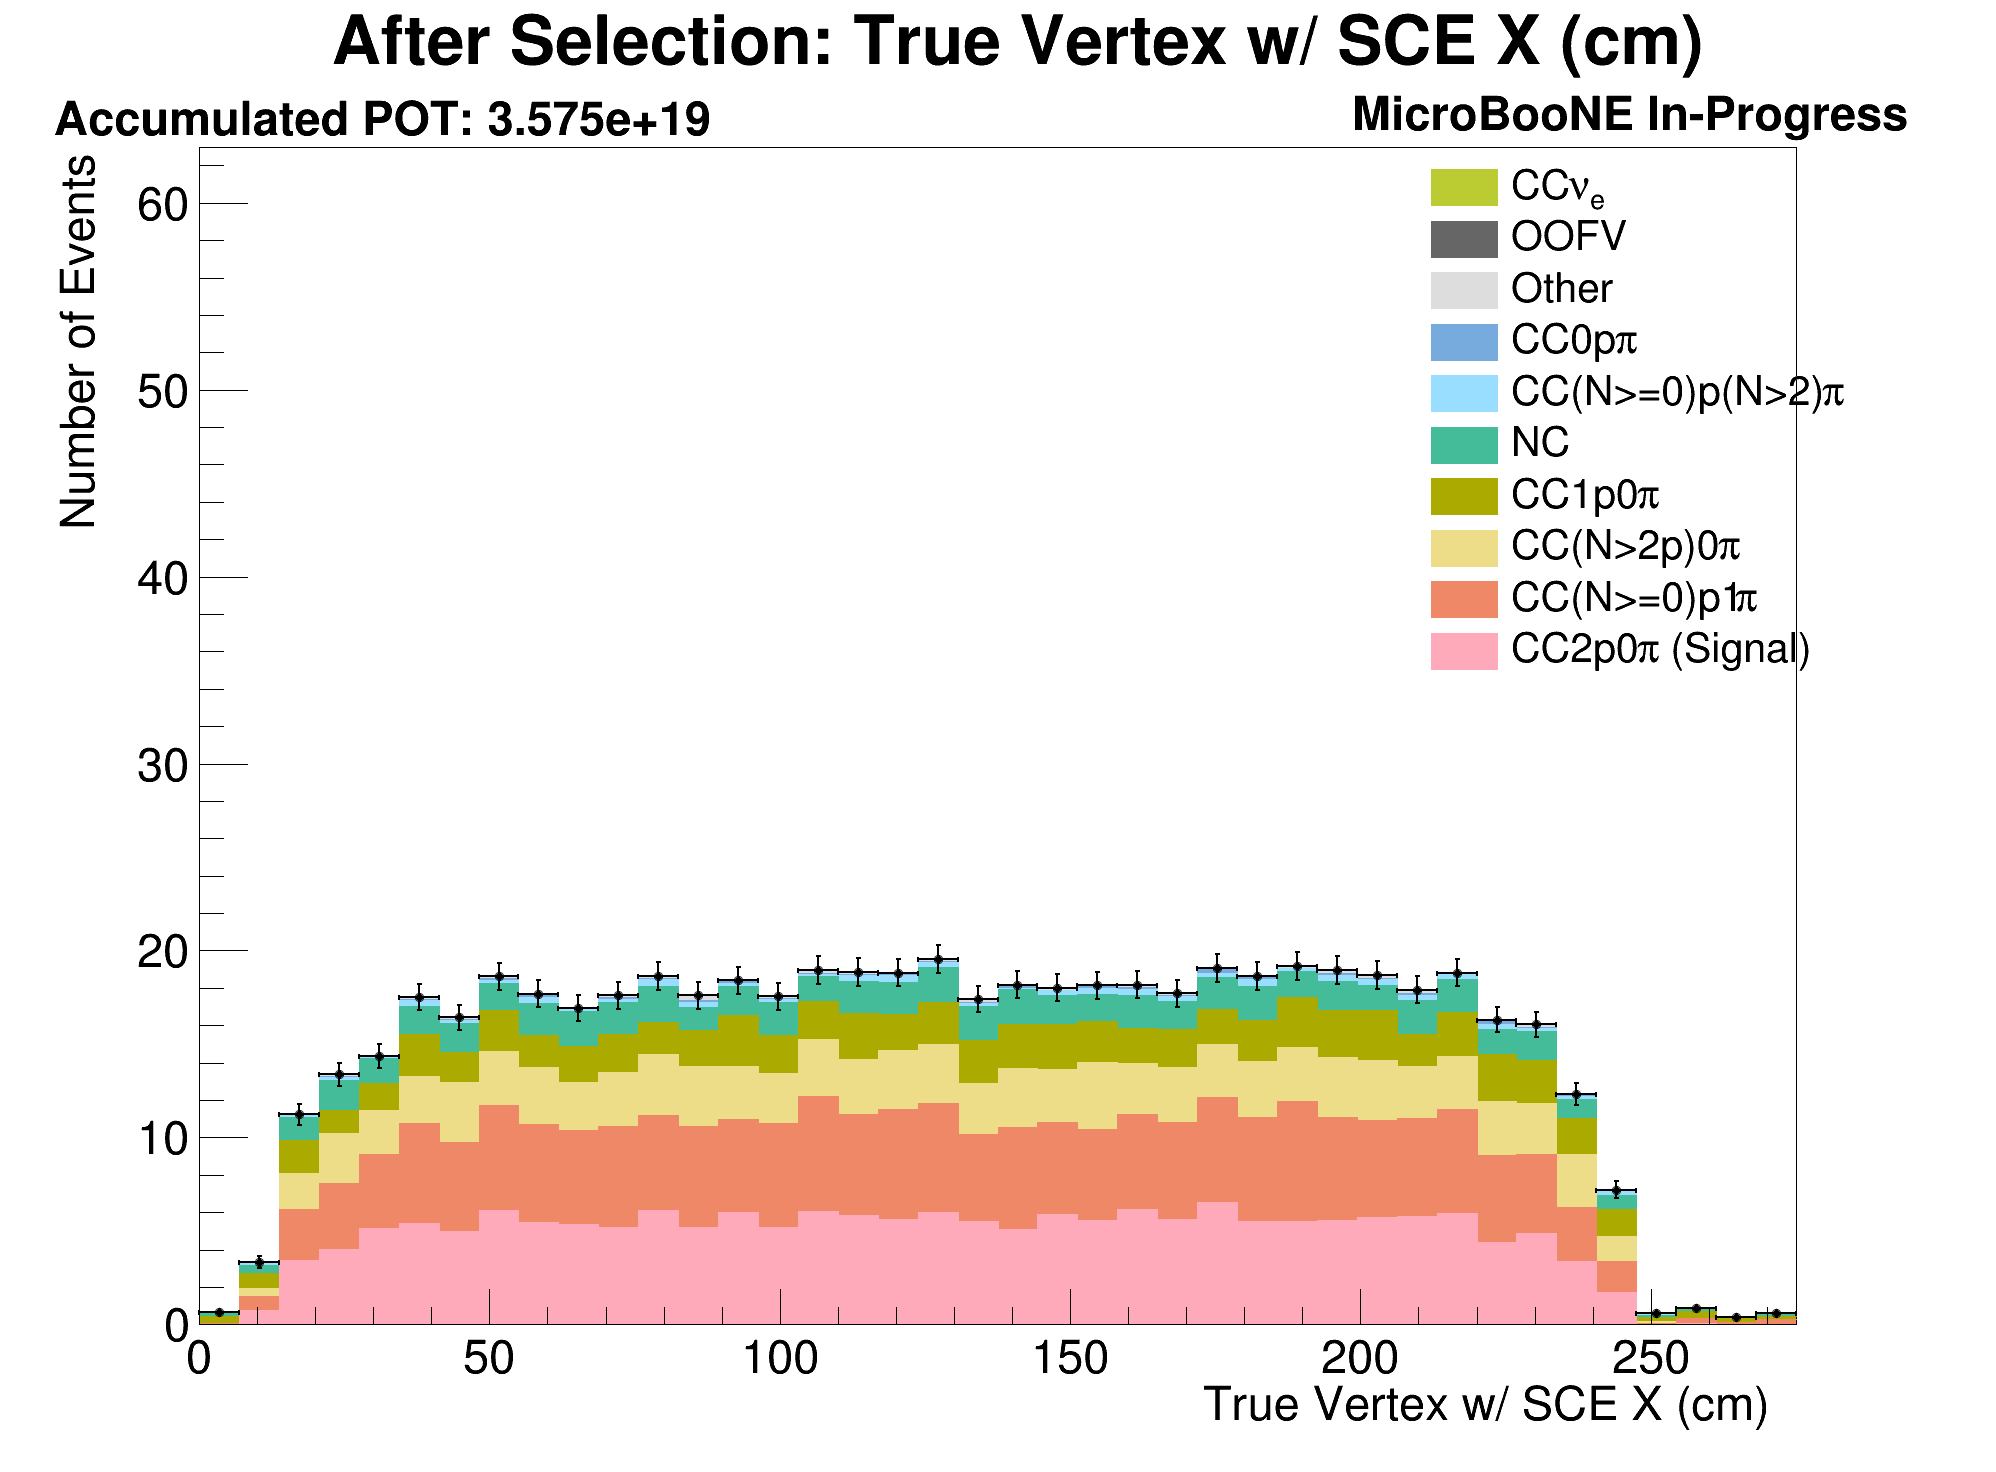 After Selection: True Vertex w/ SCE X (cm)
Accumulated POT: 3.575e+19
MicroBooNE In-Progress
Number of Events
60
50
40
30
20
10
0
CCνe
OOFV
Other
CC0pπ
CC(N>=0)p(N>2)π
NC
CC1p0π
CC(N>2p)0π
CC(N>=0)p1π
CC2p0π (Signal)
0 50 100 150 200 250
True Vertex w/ SCE X (cm)